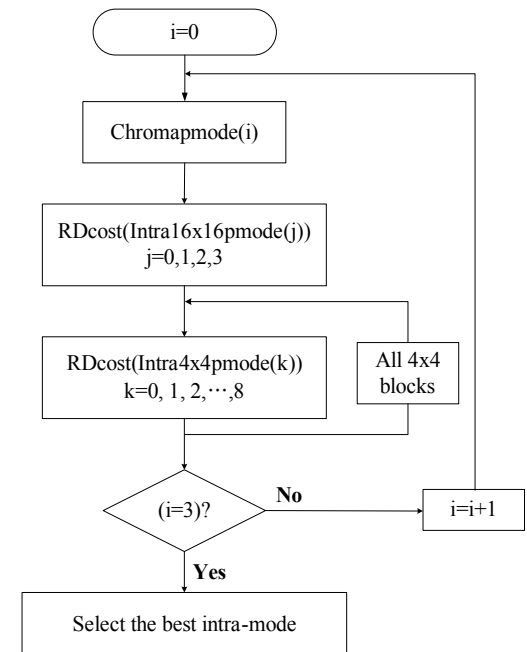 i=0
Chromapmode(i)
RDcost(Intra16x16pmode(j))
j=0,1,2,3
RDcost(Intra4x4pmode(k))
k=0, 1, 2,⋯,8
All 4x4
blocks
(i=3)?
No
i=i+1
Yes
Select the best intra-mode